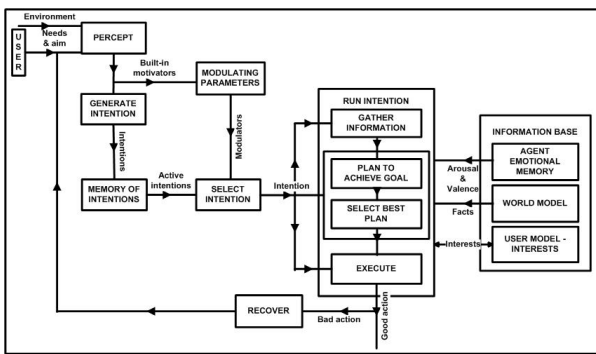 Environment
USER
Needs
& aim
PERCEPT
Built-in
motivators
MODULATING
PARAMETERS
GENERATE
INTENTION
Intentions
Modulators
MEMORY OF
INTENTIONS
Active
intentions
SELECT
INTENTION
Intention
RUN INTENTION
GATHER
INFORMATION
PLAN TO
ACHIEVE GOAL
SELECT BEST
PLAN
EXECUTE
INFORMATION BASE
AGENT
EMOTIONAL
MEMORY
Arousal
&
Valence
WORLD MODEL
Facts
USER MODEL -
INTERESTS
Interests
RECOVER
Bad action
Good action